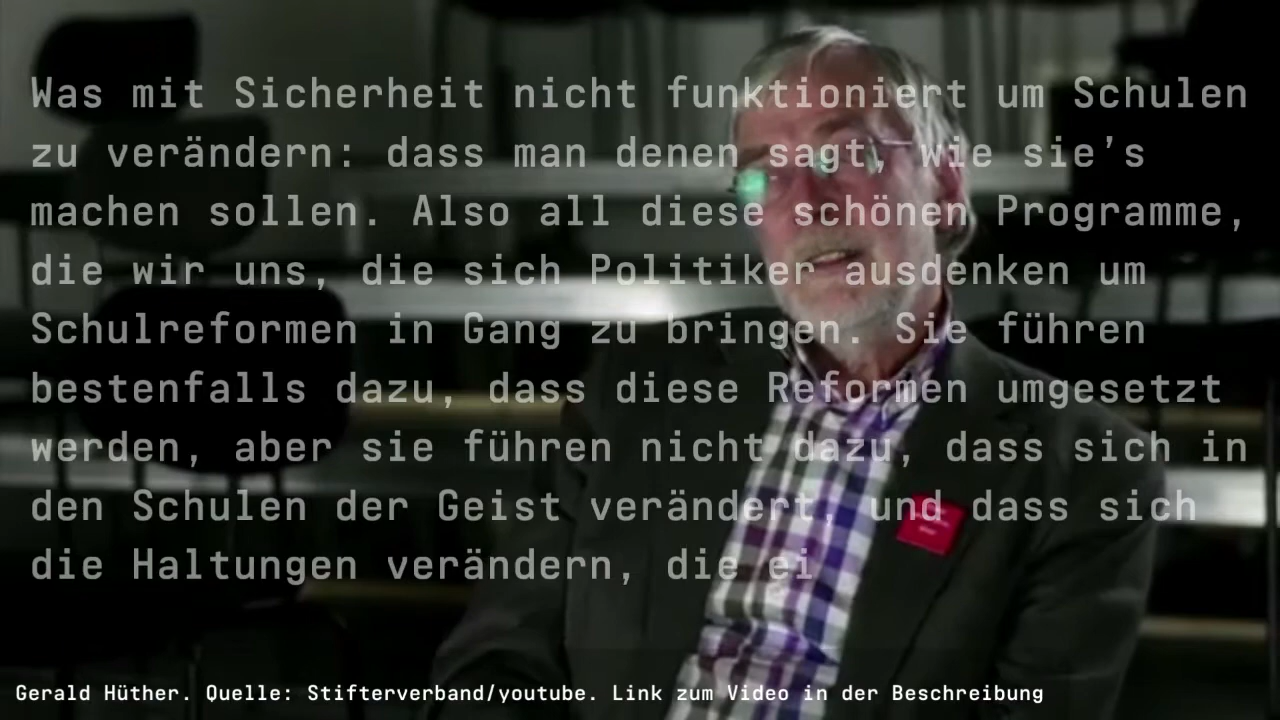 Was mit Sicherheit nicht funktioniert um Schulen
zu verändern: dass man denen sagt, wie sie’s
machen sollen. Also all diese schönen Programme,
die wir uns, die sich Politiker ausdenken um
Schulreformen in Gang zu bringen. Sie führen
bestenfalls dazu, dass diese Reformen umgesetzt
werden, aber sie führen nicht dazu, dass sich in
den Schulen der Geist verändert, und dass sich
die Haltungen verändern, die ei
Gerald Hüther. Quelle: Stifterverband/youtube. Link zum Video in der Beschreibung